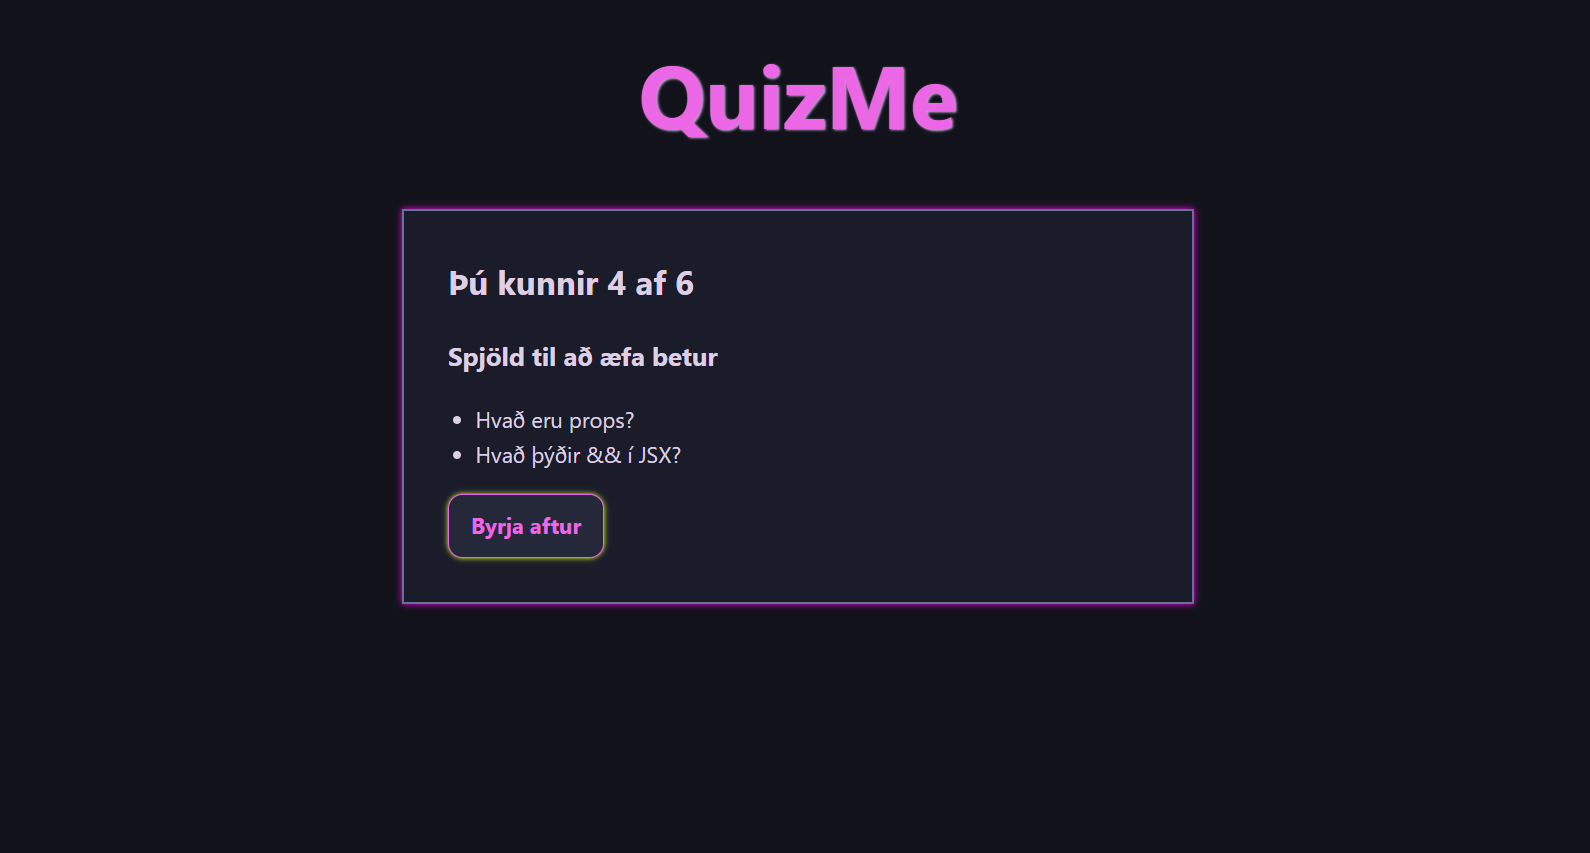 QuizMe
Þú kunnir 4 af 6
Spjöld til að æfa betur
Hvað eru props?
Hvað þýðir && í JSX?
Byrja aftur